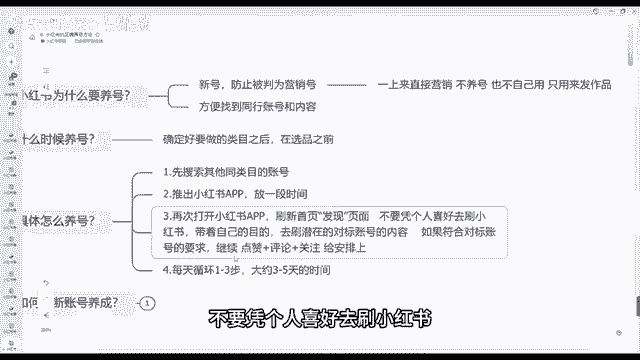 小红书的正确养号方法
小红书为什么要养号?
新号,防止被判为营销号
一上来直接营销 不养号 也不自己用 只用来发作品
方便找到同行账号和内容
什么时候养号?
确定好要做的类目之后,在选品之前
具体怎么养号?
1.先搜索其他同类目的账号
2.推出小红书APP,放一段时间
3.再次打开小红书APP,刷新首页“发现”页面 不要凭个人喜好去刷小
红书,带着自己的目的,去刷潜在的对标账号的内容 如果符合对标账
号的要求,继续 点赞+评论+关注 给安排上
4.每天循环1-3步,大约3-5天的时间
新账号养成?
1
不要凭个人喜好去刷小红书